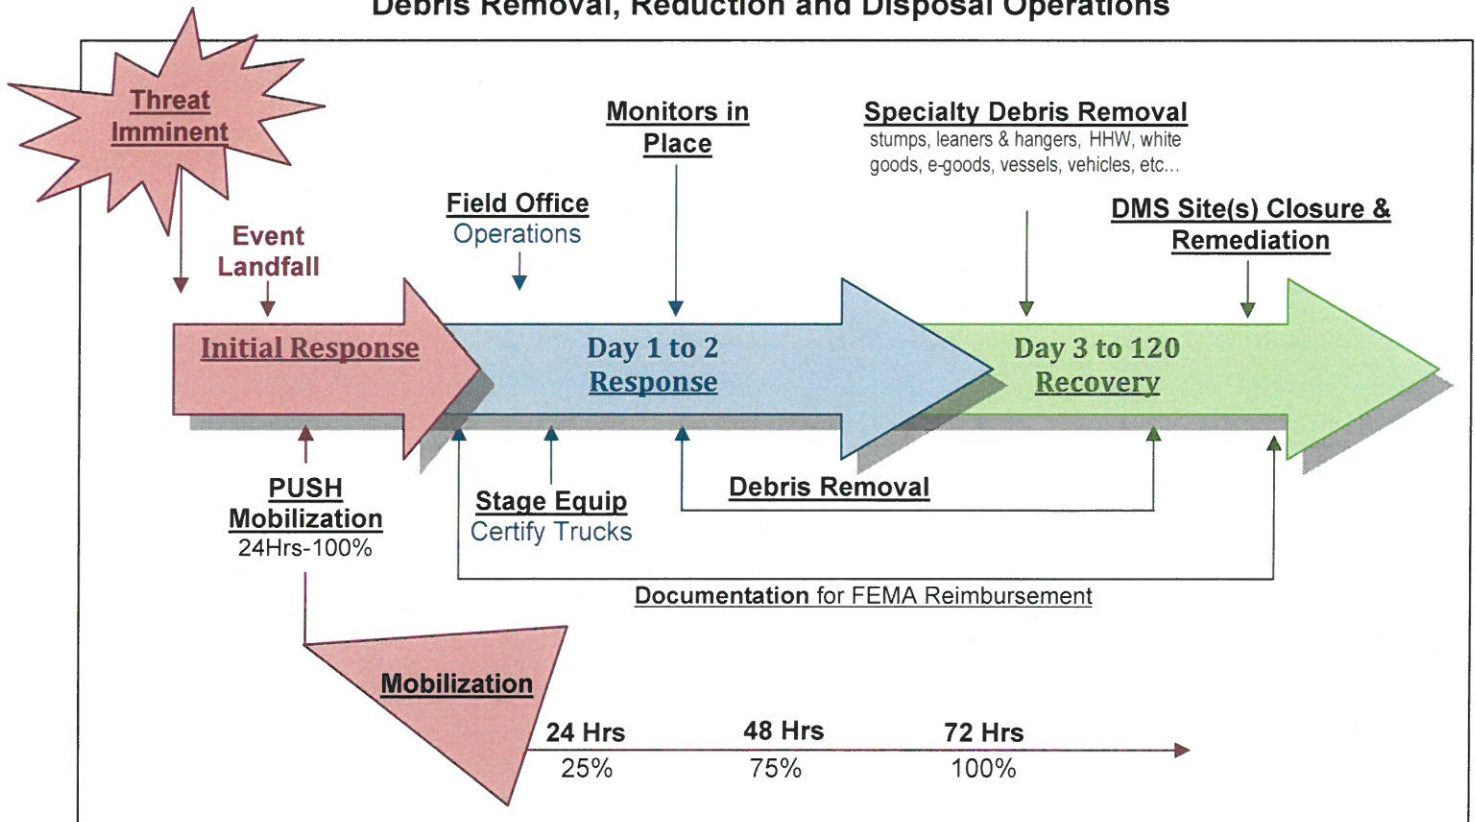 Debris Removal, Reduction and Disposal Operations
Threat
Imminent
Event
Landfall
Field Office
Operations
Monitors in
Place
Specialty Debris Removal
stumps, leaners & hangers, HHW, white
goods, e-goods, vessels, vehicles, etc...
DMS Site(s) Closure &
Remediation
Initial Response
Day 1 to 2
Response
Day 3 to 120
Recovery
PUSH
Mobilization
24Hrs-100%
Stage Equip
Certify Trucks
Debris Removal
Documentation for FEMA Reimbursement
Mobilization
24 Hrs
25%
48 Hrs
75%
72 Hrs
100%